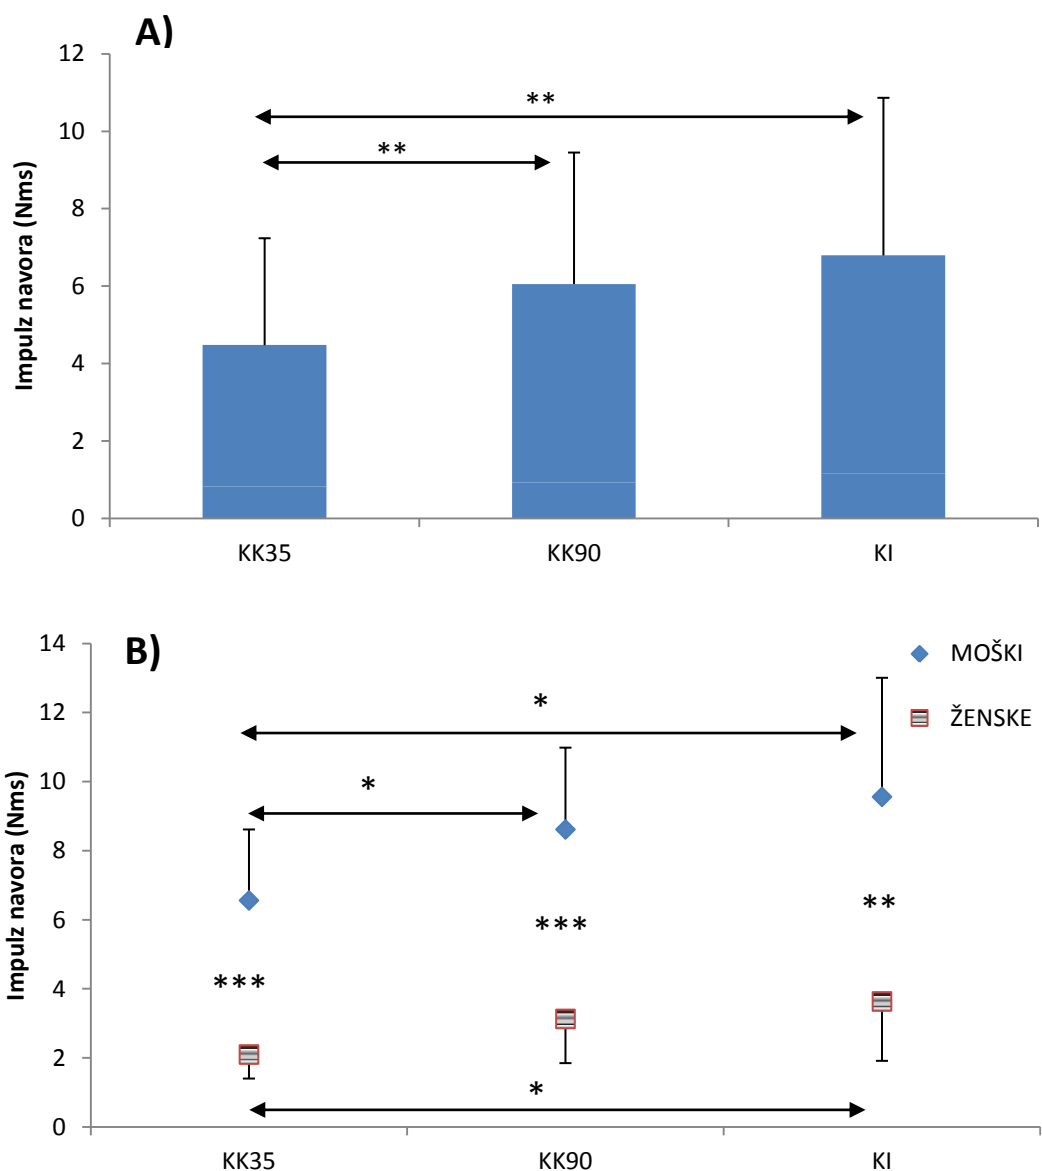 A)
Impulz navora (Nms)
12
10
8
6
4
2
0
**
**
KK35 KK90 KI
B)
Impulz navora (Nms)
14
12
10
8
6
4
2
0
MOŠKI
ŽENSKE
*
*
***
***
**
*
KK35 KK90 KI